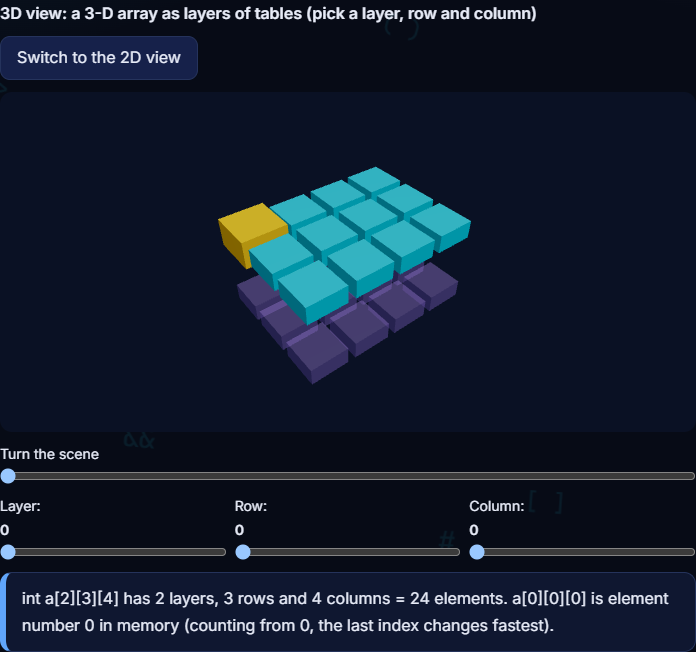 3D view: a 3-D array as layers of tables (pick a layer, row and column)
Switch to the 2D view
&&
Turn the scene
Layer:
Row:
Column:
[ ]
0
0
0
#
int a[2][3][4] has 2 layers, 3 rows and 4 columns = 24 elements. a[0][0][0] is element
number 0 in memory (counting from 0, the last index changes fastest).